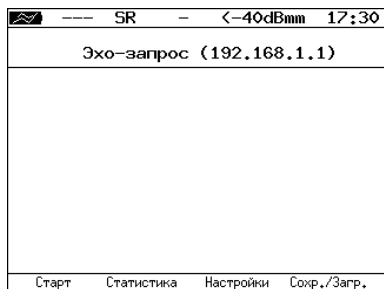 --- SR - <-40dBmm 17:30
Эхо-запрос (192.168.1.1)
Старт Статистика Настройки Сохр./Загр.